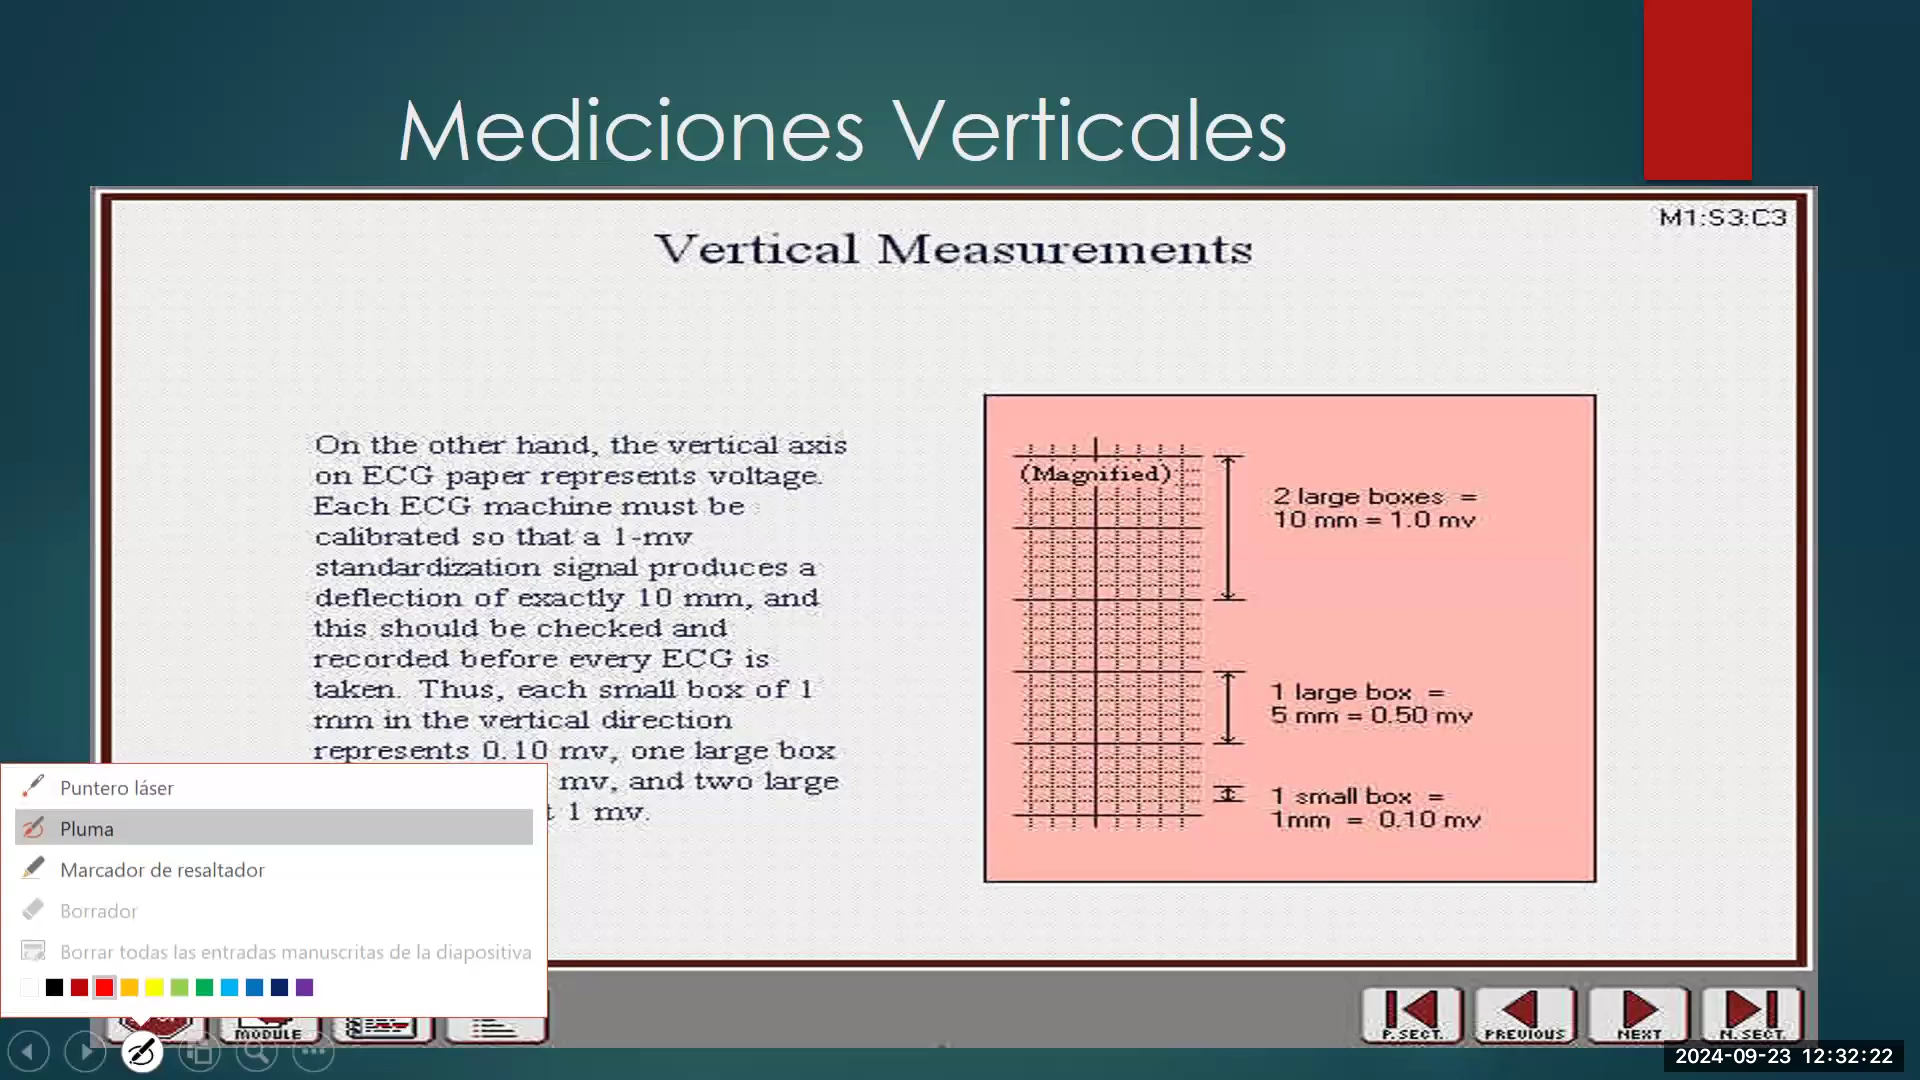 Mediciones Verticales
M1:S3:C3
Vertical Measurements
On the other hand, the vertical axis
on ECG paper represents voltage.
Each ECG machine must be
calibrated so that a 1-mv
standardization signal produces a
deflection of exactly 10 mm, and
this should be checked and
recorded before every ECG is
taken. Thus, each small box of 1
mm in the vertical direction
represents 0.10 mv, one large box
mv, and two large
t 1 mv.
(Magnified)
2 large boxes =
10 mm = 1.0 mv
1 large box =
5 mm = 0.50 mv
1 small box =
1mm = 0.10 mv
Puntero láser
Pluma
Marcador de resaltador
Borrador
Borrar todas las entradas manuscritas de la diapositiva
MODULE
P.SECT.
PREVIOUS
NEXT
N.SECT.
2024-09-23 12:32:22